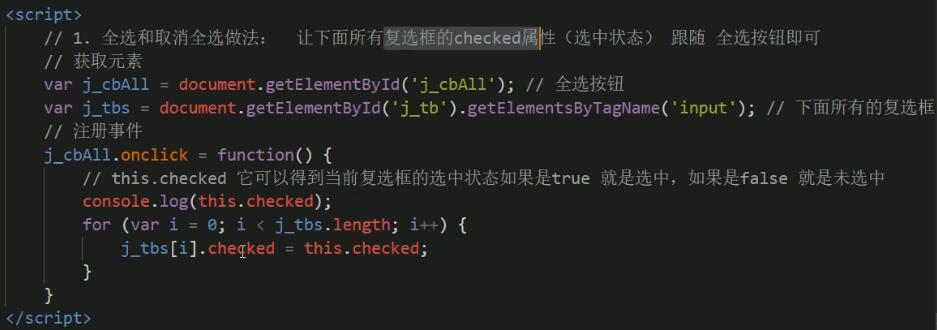 <script>
// 1. 全选和取消全选做法：  让下面所有复选框的checked属性（选中状态） 跟随 全选按钮即可
// 获取元素
var j_cbAll = document.getElementById('j_cbAll'); // 全选按钮
var j_tbs = document.getElementById('j_tb').getElementsByTagName('input'); // 下面所有的复选框
// 注册事件
j_cbAll.onclick = function() {
// this.checked 它可以得到当前复选框的选中状态如果是true 就是选中，如果是false 就是未选中
console.log(this.checked);
for (var i = 0; i < j_tbs.length; i++) {
j_tbs[i].checked = this.checked;
}
}
</script>